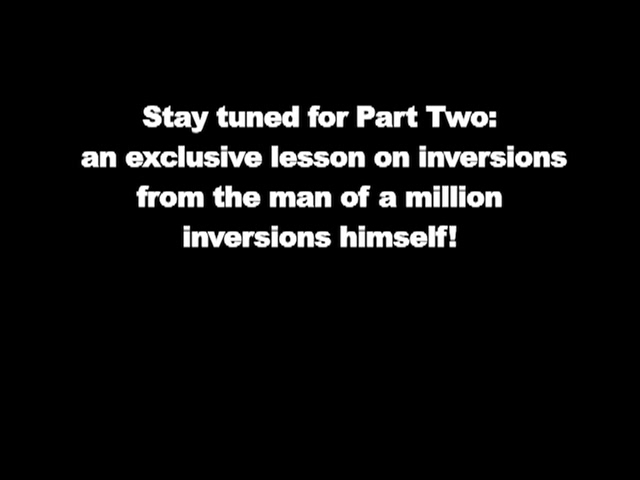 Stay tuned for Part Two:
an exclusive lesson on inversions
from the man of a million
inversions himself!